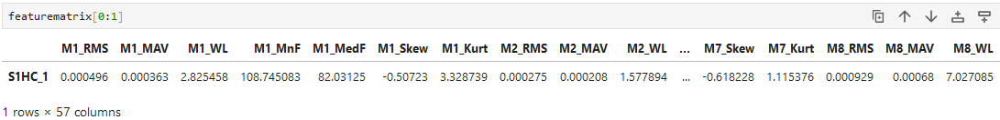 featurematrix[0:1]
M1_RMS M1_MAV M1_WL M1_MnF M1_MedF M1_Skew M1_Kurt M2_RMS M2_MAV M2_WL ... M7_Skew M7_Kurt M8_RMS M8_MAV M8_WL
S1HC_1 0.000496 0.000363 2.825458 108.745083 82.03125 -0.50723 3.328739 0.000275 0.000208 1.577894 ... -0.618228 1.115376 0.000929 0.00068 7.027085
1 rows × 57 columns